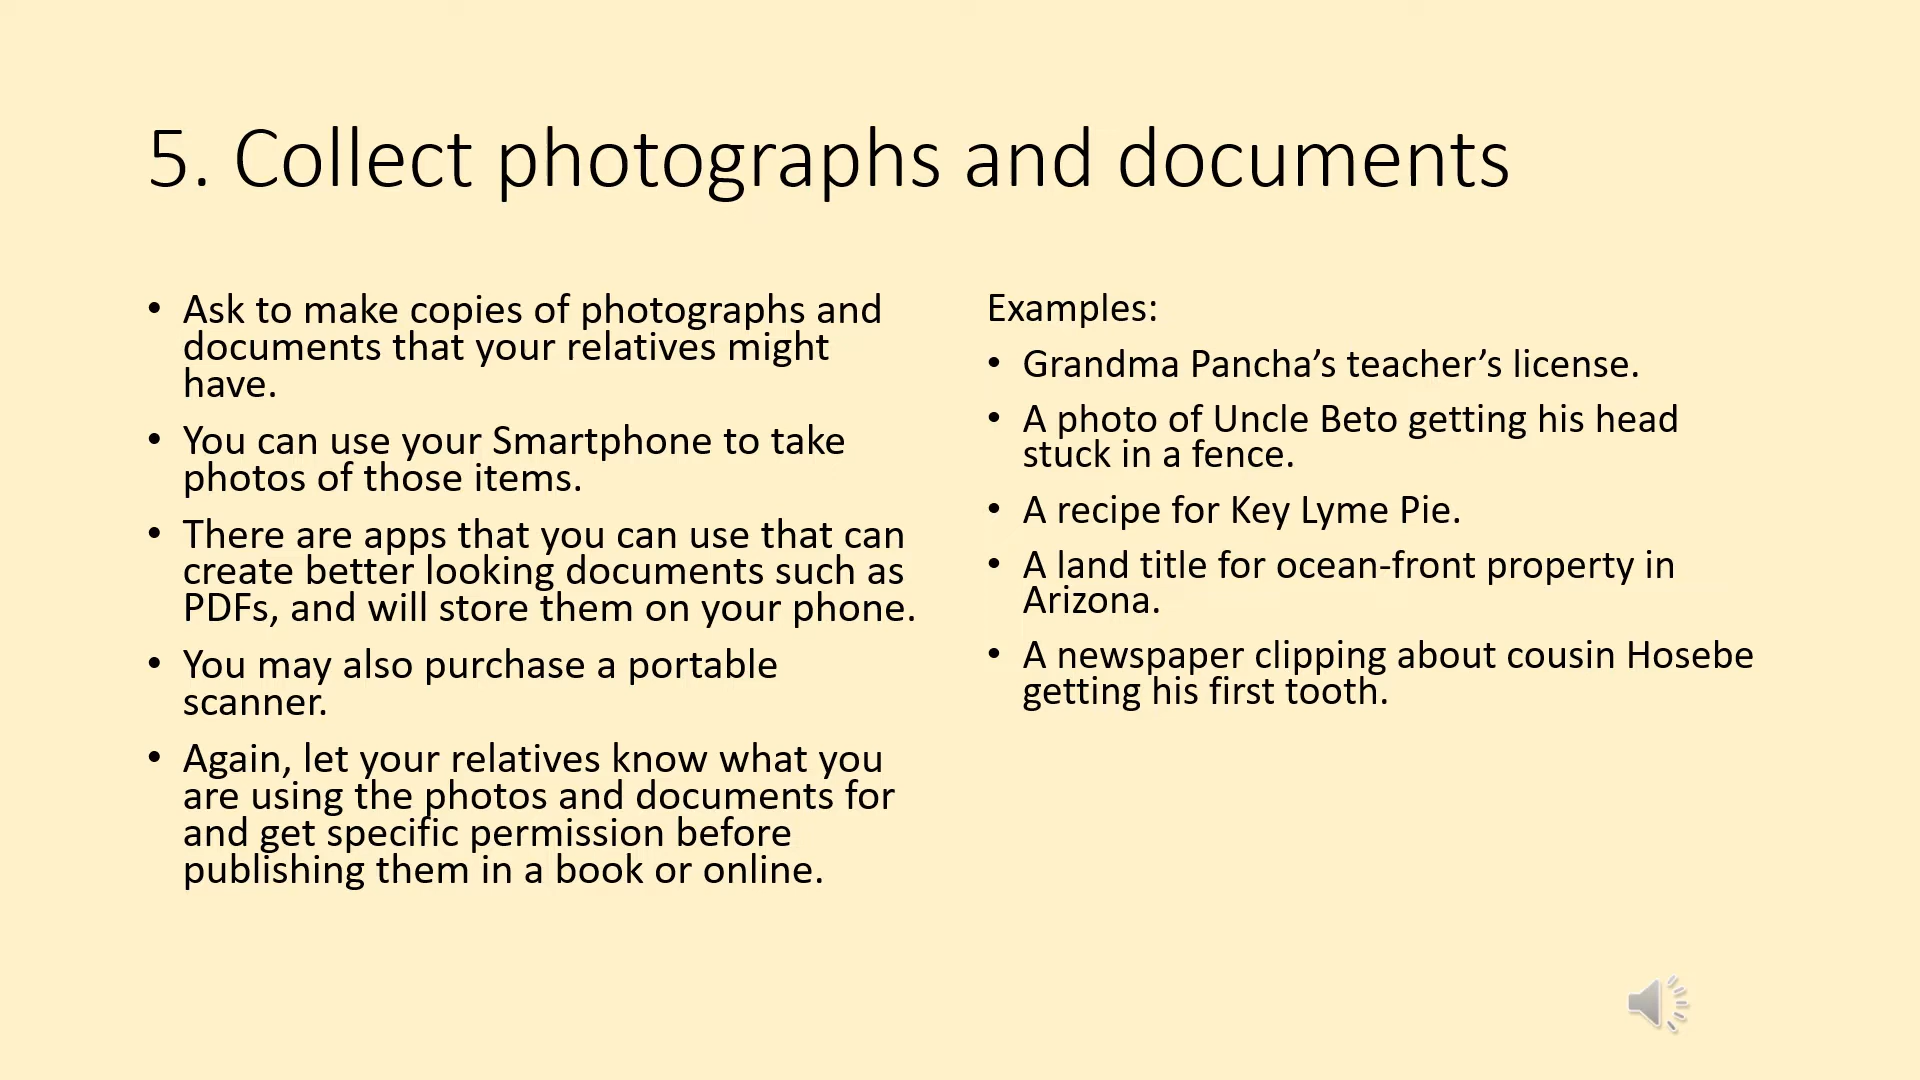 5. Collect photographs and documents
• Ask to make copies of photographs and
documents that your relatives might
have.
• You can use your Smartphone to take
photos of those items.
• There are apps that you can use that can
create better looking documents such as
PDFs, and will store them on your phone.
• You may also purchase a portable
scanner.
• Again, let your relatives know what you
are using the photos and documents for
and get specific permission before
publishing them in a book or online.
Examples:
• Grandma Pancha’s teacher’s license.
• A photo of Uncle Beto getting his head
stuck in a fence.
• A recipe for Key Lyme Pie.
• A land title for ocean-front property in
Arizona.
• A newspaper clipping about cousin Hosebe
getting his first tooth.